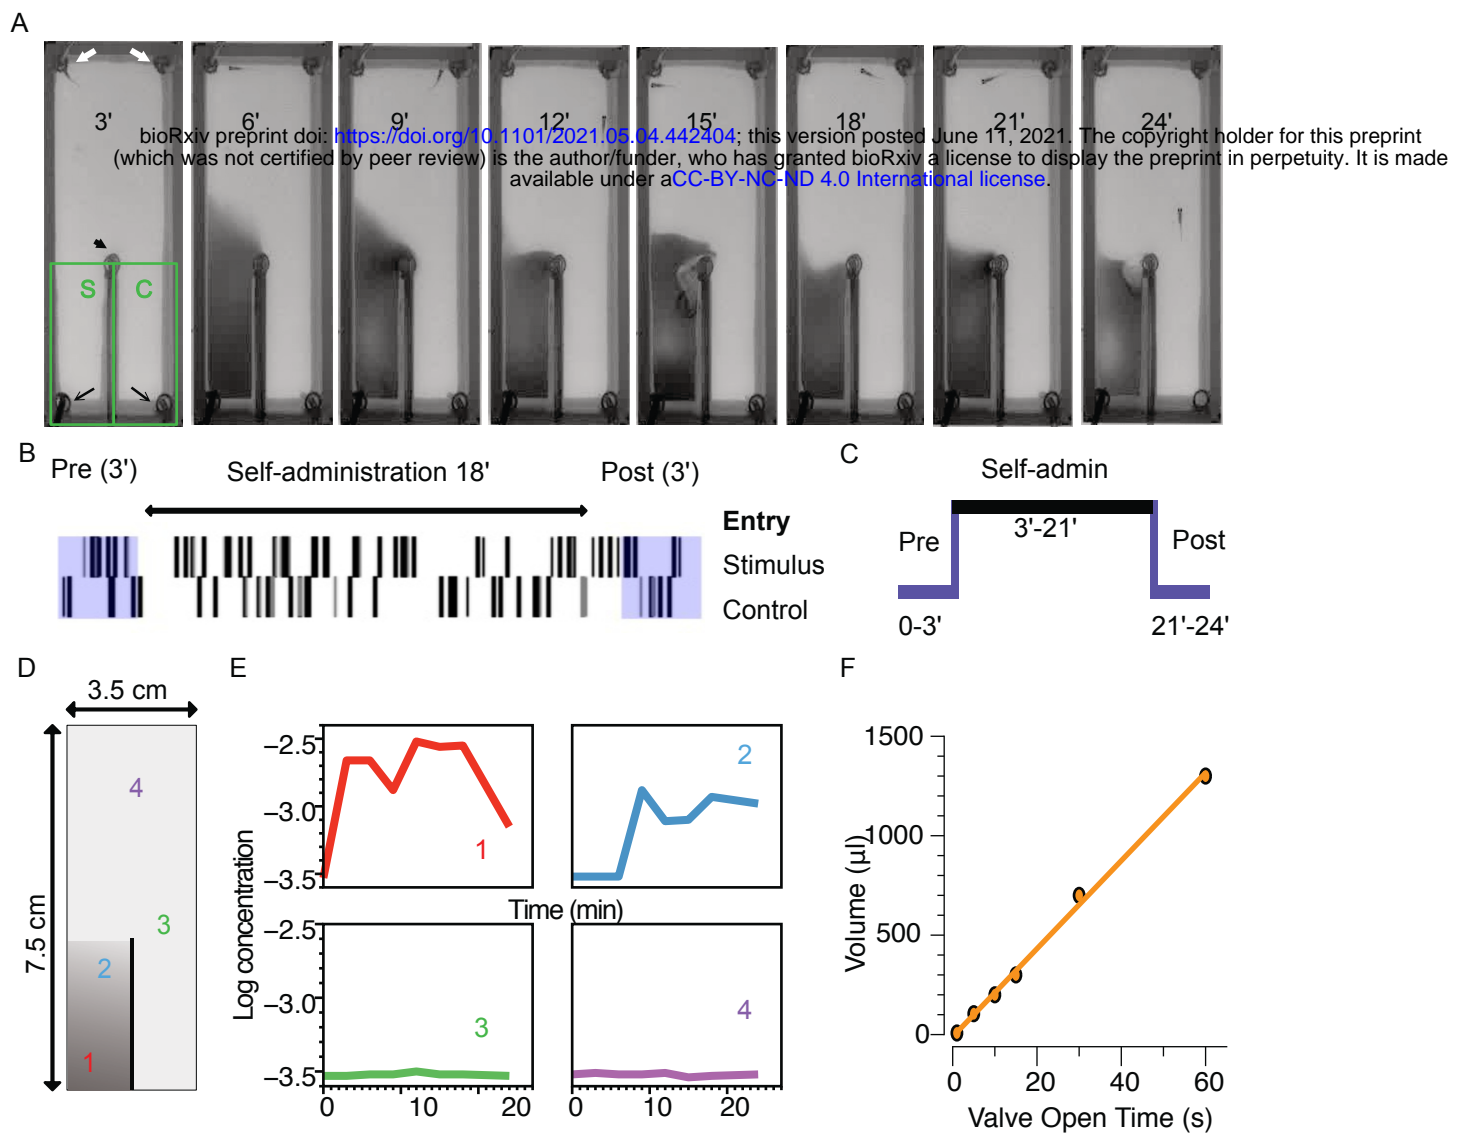 A
3' 6' 9' 12' 15' 18' 21' 24'
bioRxiv preprint doi: https://doi.org/10.1101/2021.05.04.442404; this version posted June 11, 2021. The copyright holder for this preprint
(which was not certified by peer review) is the author/funder, who has granted bioRxiv a license to display the preprint in perpetuity. It is made
available under aCC-BY-NC-ND 4.0 International license.
S C
B
Pre (3') Self-administration 18' Post (3')
Entry
Stimulus
Control
C
Self-admin
3'-21'
Pre Post
0-3' 21'-24'
D
3.5 cm
7.5 cm
4
3
2
1
E
Log concentration
−2.5
−3.0
−3.5
1
2
Time (min)
−2.5
−3.0
−3.5
3
4
0 10 20
0 10 20
F
Volume (µl)
1500
1000
500
0
0 20 40 60
Valve Open Time (s)